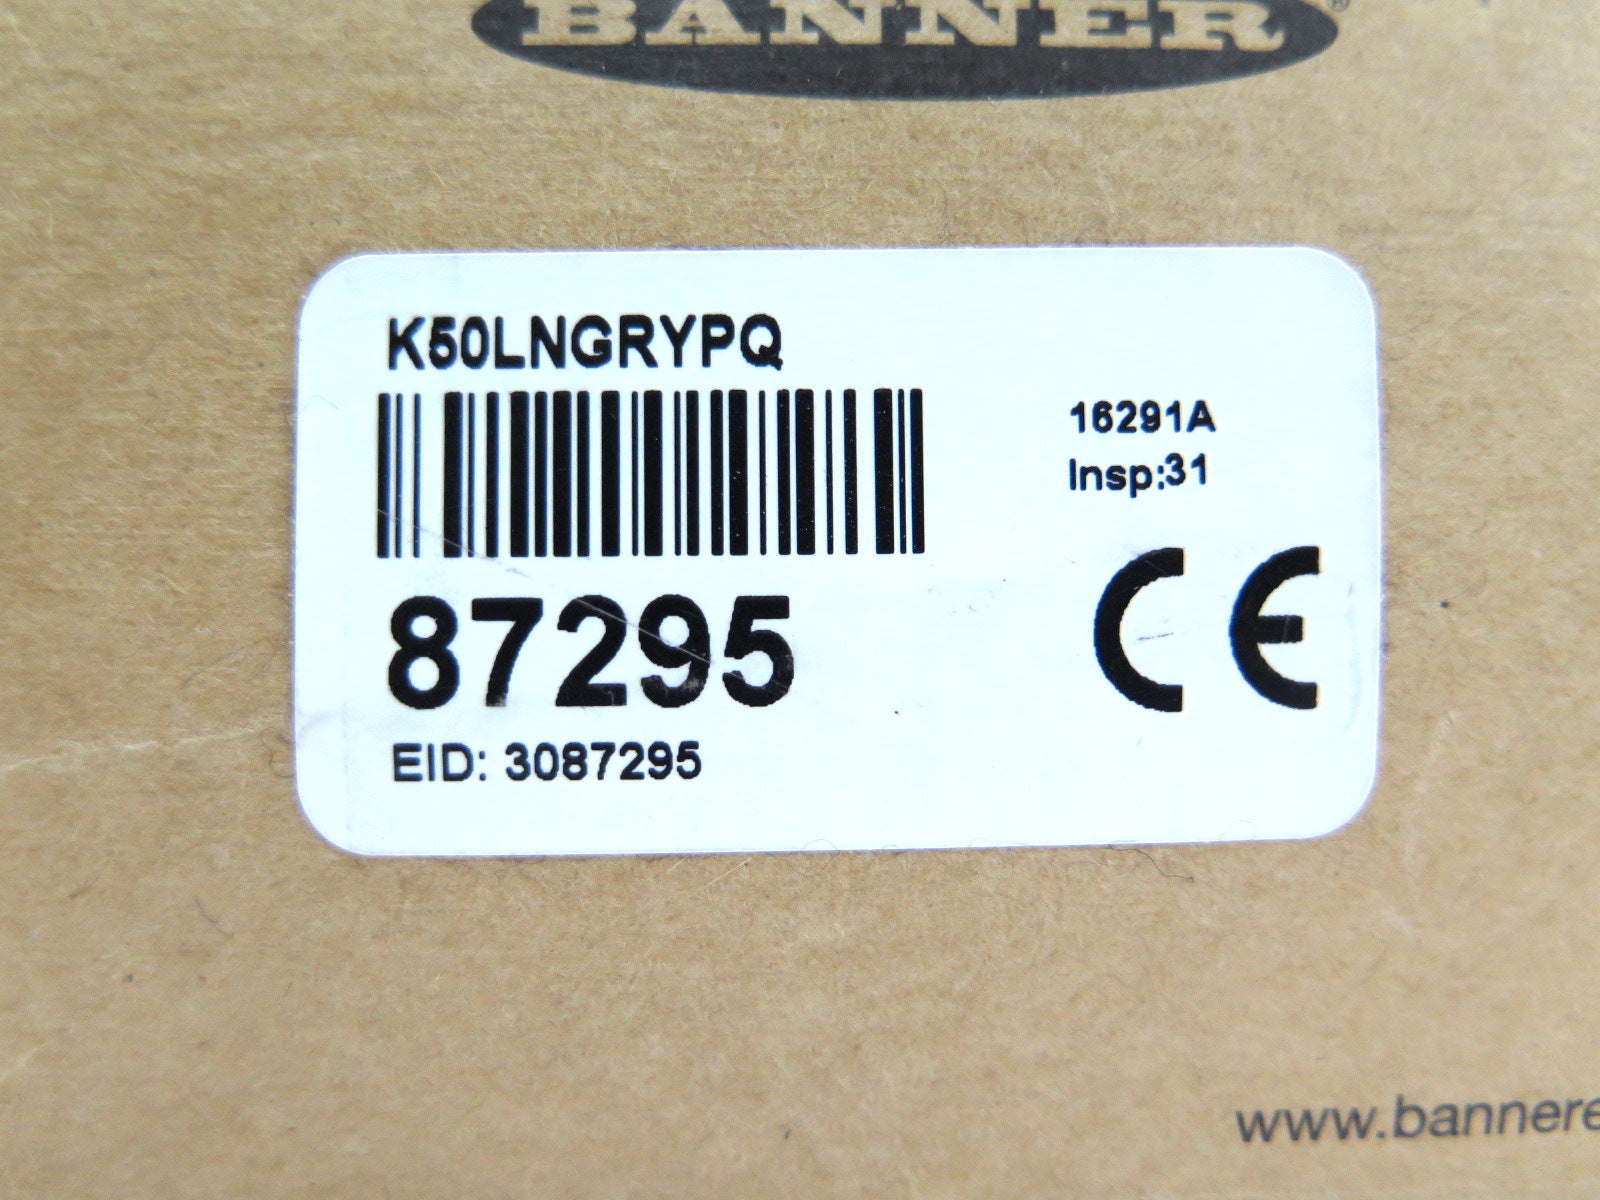 BANNER®
K50LNGRYPQ
16291A
Insp:31
87295
EID: 3087295
CE
www.bannere